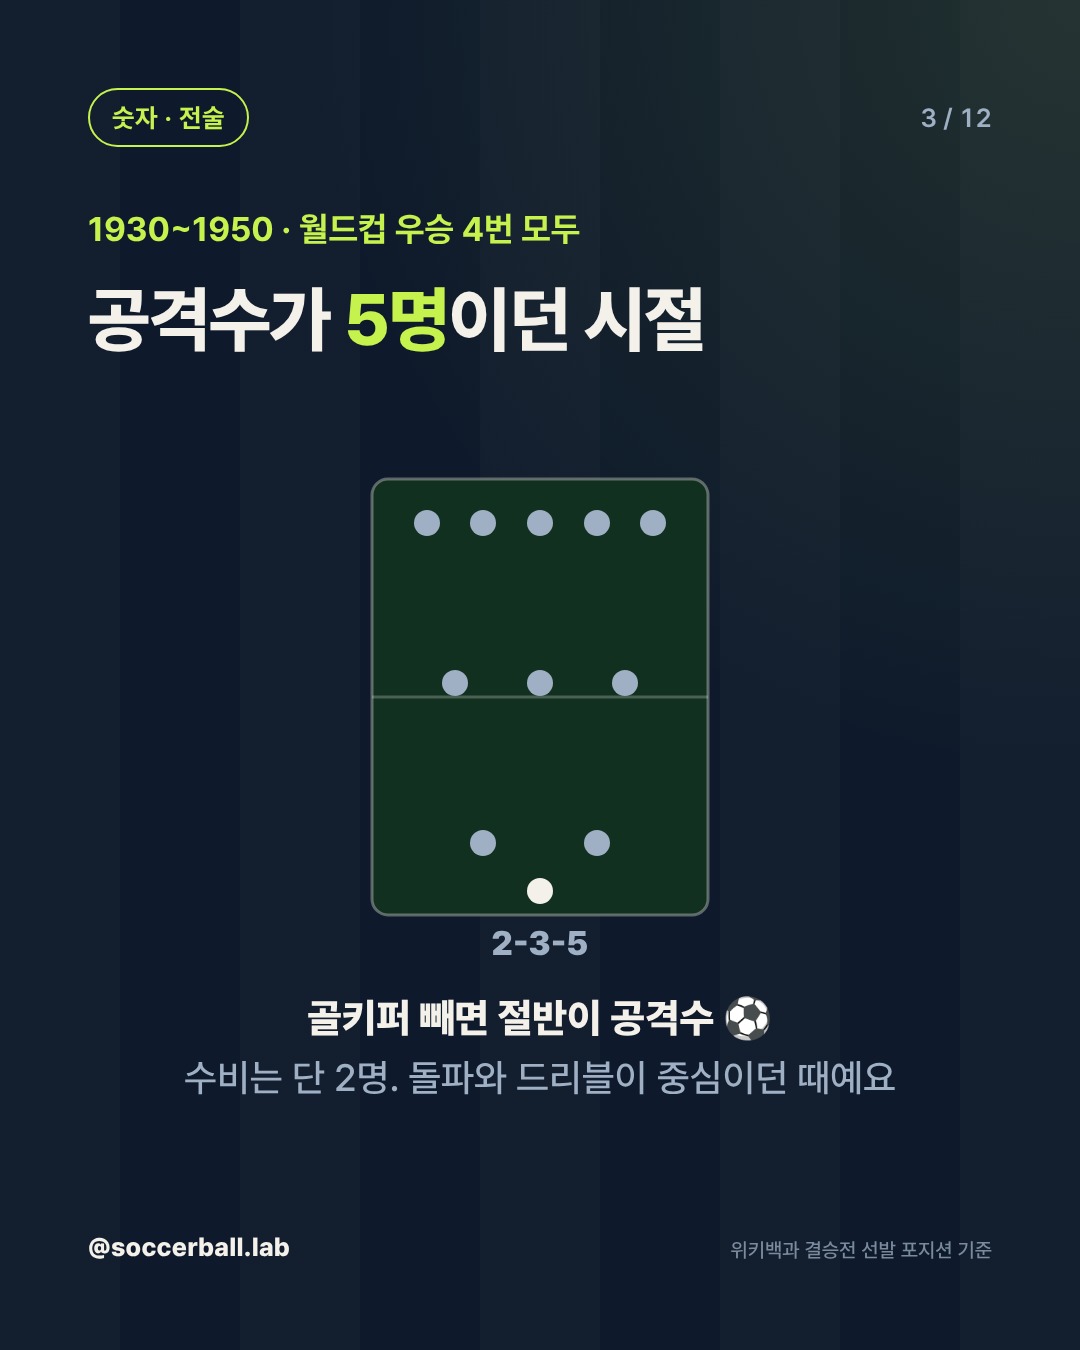 숫자 · 전술
3 / 12
1930~1950 · 월드컵 우승 4번 모두
공격수가 5명이던 시절
2-3-5
골키퍼 빼면 절반이 공격수 ⚽
수비는 단 2명. 돌파와 드리블이 중심이던 때예요
@soccerball.lab
위키백과 결승전 선발 포지션 기준